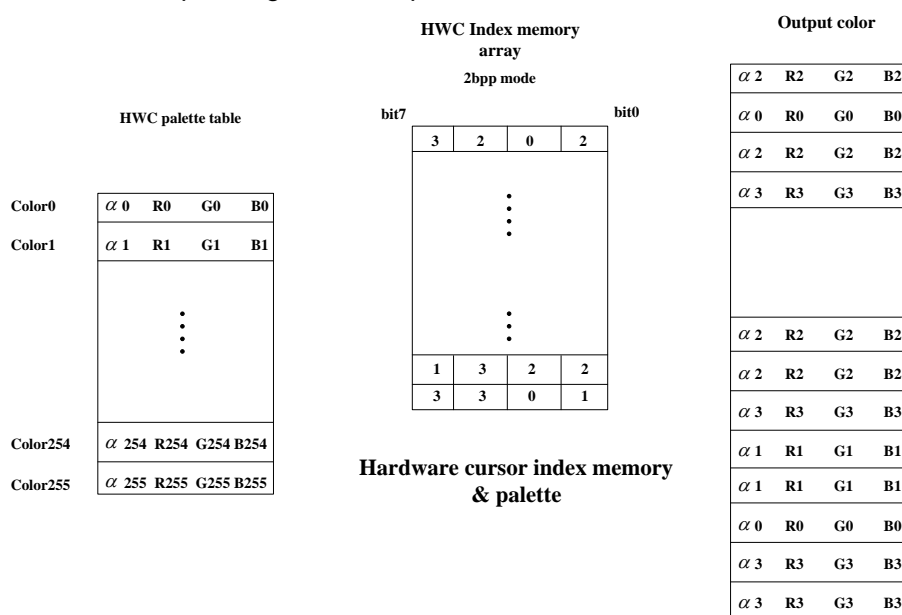 HWC Index memory
array
2bpp mode
bit7
bit0
3 2 0 2
1 3 2 2
3 3 0 1
HWC palette table
Color0 α 0 R0 G0 B0
Color1 α 1 R1 G1 B1
Color254 α 254 R254 G254 B254
Color255 α 255 R255 G255 B255
Hardware cursor index memory
& palette
Output color
α 2 R2 G2 B2
α 0 R0 G0 B0
α 2 R2 G2 B2
α 3 R3 G3 B3
α 2 R2 G2 B2
α 2 R2 G2 B2
α 3 R3 G3 B3
α 1 R1 G1 B1
α 1 R1 G1 B1
α 0 R0 G0 B0
α 3 R3 G3 B3
α 3 R3 G3 B3